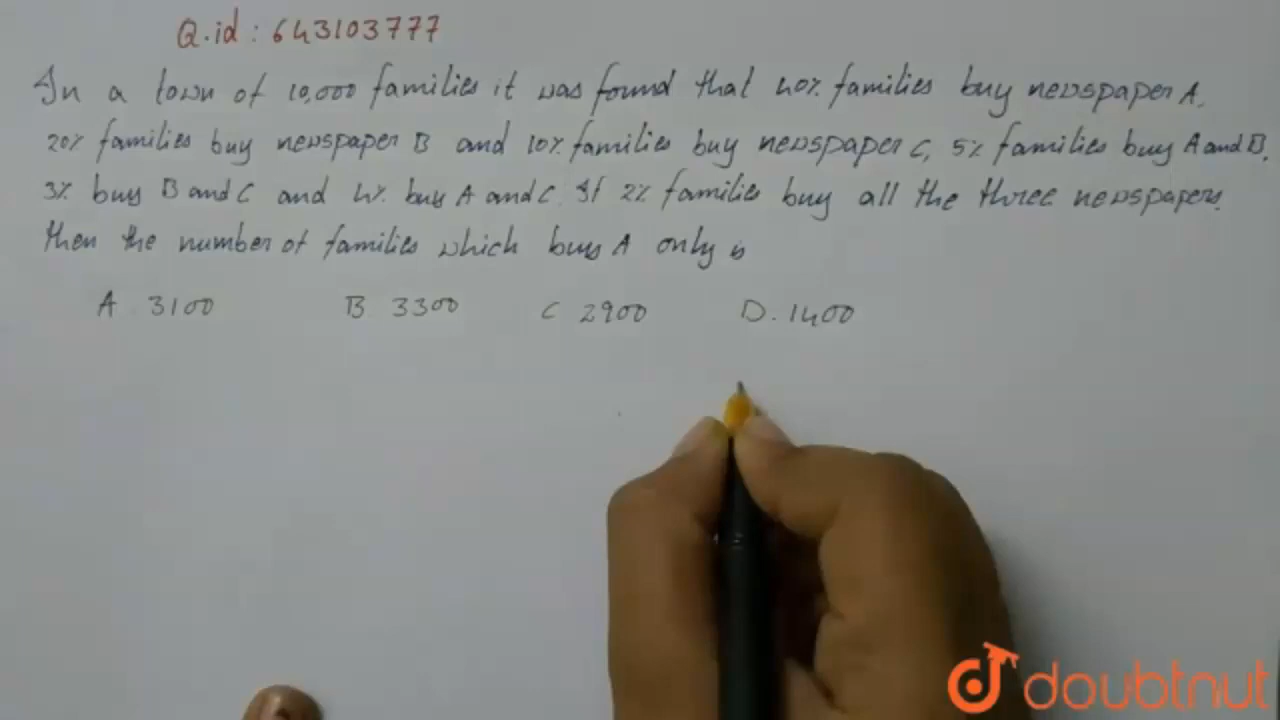 Q.id : 643103777
In a town of 10,000 families it was found that 40% families buy newspaper A,
20% families buy newspaper B and 10% families buy newspaper C, 5% families buy A and B,
3% buy B and C and 4% buy A and C. If 2% families buy all the three newspapers,
then the number of families which buys A only is
A. 3100 B 3300 C 2900 D. 1400
doubtnut